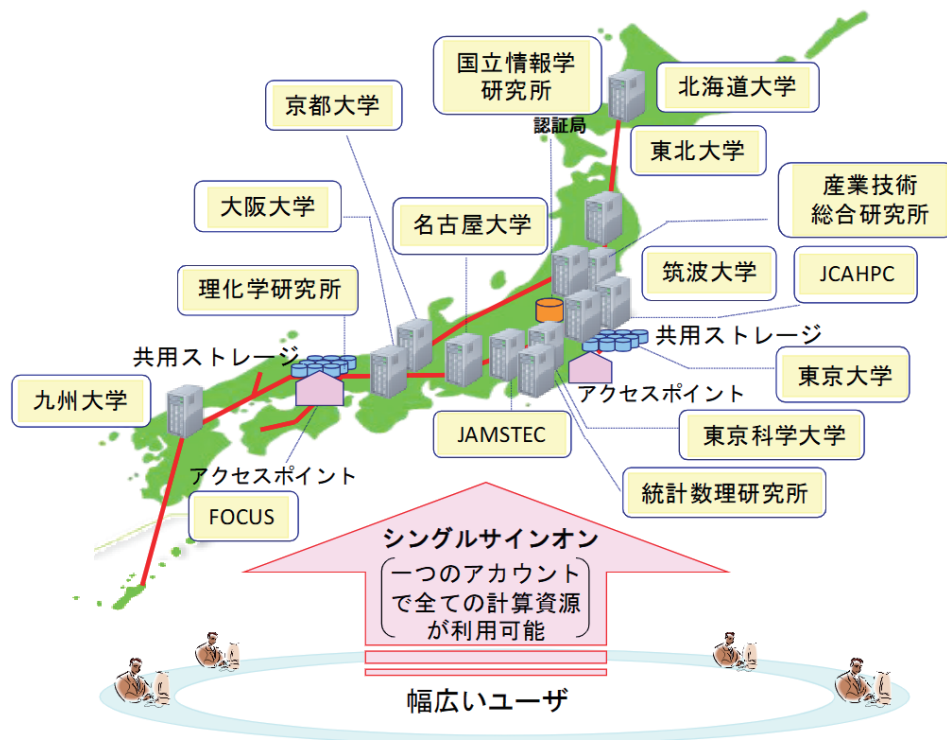 国立情報学
研究所
認証局
北海道大学
京都大学
東北大学
産業技術
総合研究所
大阪大学
名古屋大学
筑波大学
JCAHPC
理化学研究所
共用ストレージ
共用ストレージ
九州大学
アクセスポイント
東京大学
JAMSTEC
東京科学大学
アクセスポイント
統計数理研究所
FOCUS
シングルサインオン
一つのアカウント
で全ての計算資源
が利用可能
幅広いユーザ